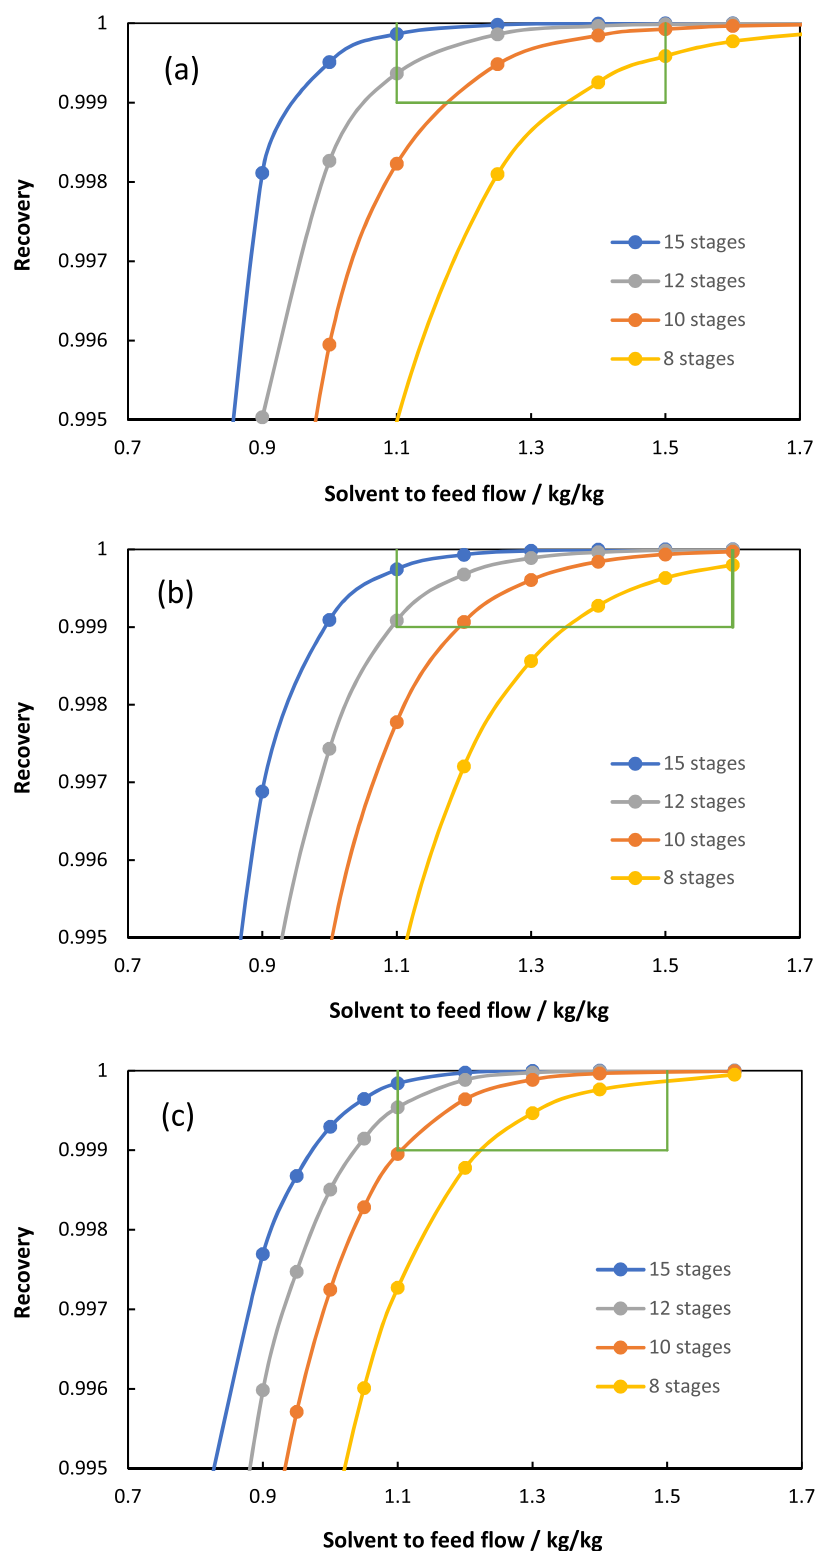 1
(a)
0.999
0.998
0.997
0.996
0.995
Recovery
15 stages
12 stages
10 stages
8 stages
0.7 0.9 1.1 1.3 1.5 1.7
Solvent to feed flow / kg/kg
1
(b)
0.999
0.998
0.997
0.996
0.995
Recovery
15 stages
12 stages
10 stages
8 stages
0.7 0.9 1.1 1.3 1.5 1.7
Solvent to feed flow / kg/kg
1
(c)
0.999
0.998
0.997
0.996
0.995
Recovery
15 stages
12 stages
10 stages
8 stages
0.7 0.9 1.1 1.3 1.5 1.7
Solvent to feed flow / kg/kg